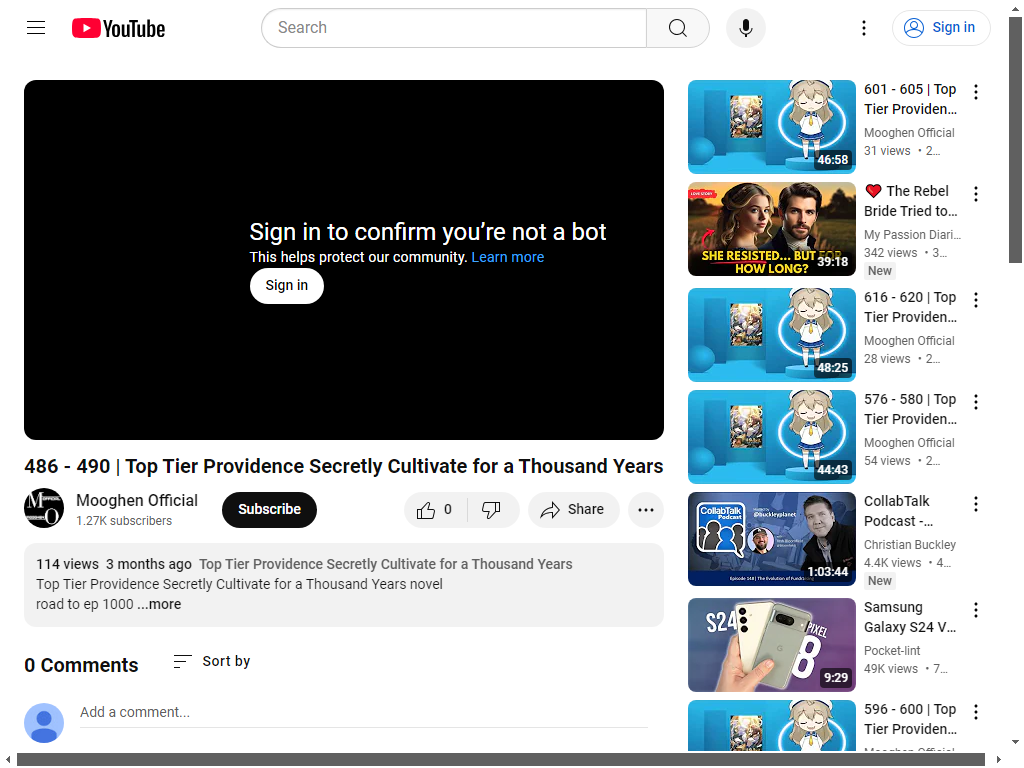 YouTube
Search
Sign in
Sign in to confirm you're not a bot
This helps protect our community. Learn more
Sign in
486 - 490 | Top Tier Providence Secretly Cultivate for a Thousand Years
Mooghen Official
1.27K subscribers
Subscribe
0
Share
114 views 3 months ago Top Tier Providence Secretly Cultivate for a Thousand Years
Top Tier Providence Secretly Cultivate for a Thousand Years novel
road to ep 1000 ...more
0 Comments
Sort by
Add a comment...
46:58
601 - 605 | Top
Tier Providen...
Mooghen Official
31 views • 2...
LOVE STORY
SHE RESISTED... BUT FOR
HOW LONG?
39:18
❤️ The Rebel
Bride Tried to...
My Passion Diari...
342 views • 3...
New
48:25
616 - 620 | Top
Tier Providen...
Mooghen Official
28 views • 2...
44:43
576 - 580 | Top
Tier Providen...
Mooghen Official
54 views • 2...
CollabTalk
Podcast
@buckleyplanet
Episode 148 | The Evolution of
1:03:44
CollabTalk
Podcast -...
Christian Buckley
4.4K views • 4...
New
S24 V
PIXEL
8
9:29
Samsung
Galaxy S24 V...
Pocket-lint
49K views • 7...
596 - 600 | Top
Tier Providen...
Mooghen Official